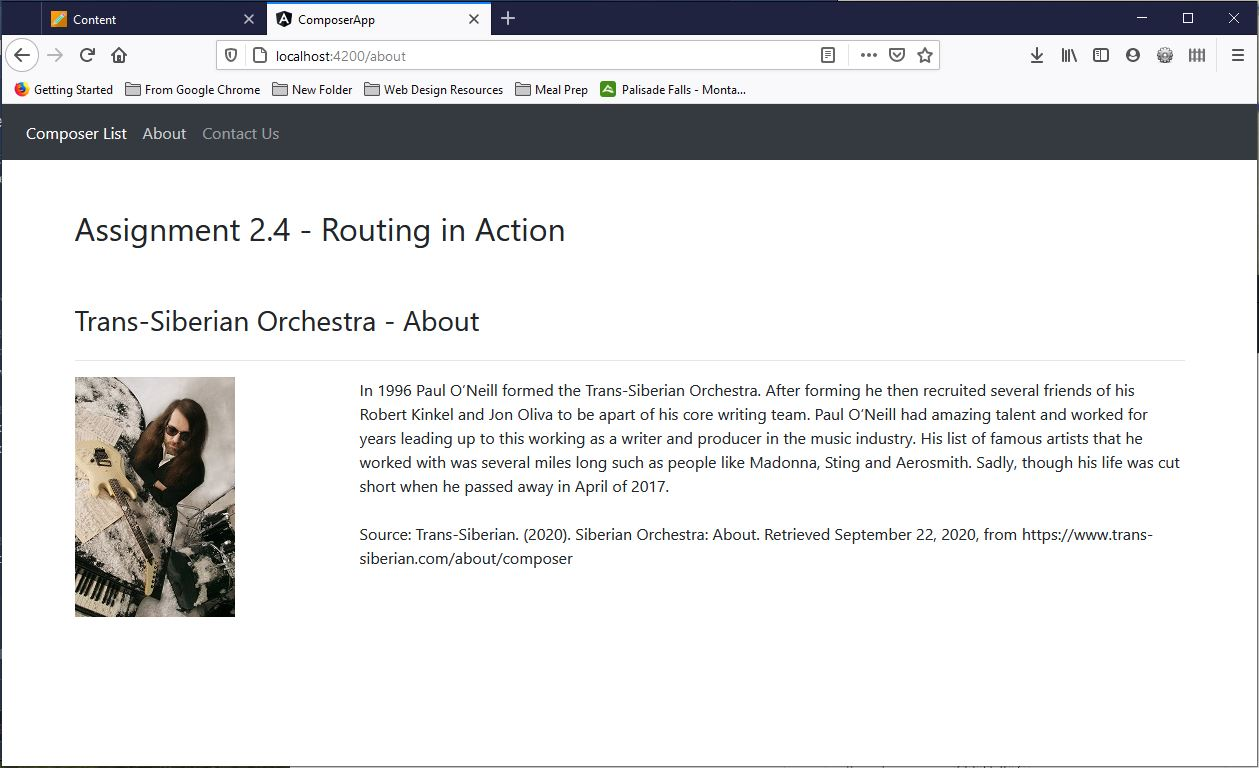 Content
ComposerApp
localhost:4200/about
Getting Started
From Google Chrome
New Folder
Web Design Resources
Meal Prep
Palisade Falls - Monta...
Composer List
About
Contact Us
Assignment 2.4 - Routing in Action
Trans-Siberian Orchestra - About
In 1996 Paul O’Neill formed the Trans-Siberian Orchestra. After forming he then recruited several friends of his
Robert Kinkel and Jon Oliva to be apart of his core writing team. Paul O’Neill had amazing talent and worked for
years leading up to this working as a writer and producer in the music industry. His list of famous artists that he
worked with was several miles long such as people like Madonna, Sting and Aerosmith. Sadly, though his life was cut
short when he passed away in April of 2017.
Source: Trans-Siberian. (2020). Siberian Orchestra: About. Retrieved September 22, 2020, from https://www.trans-
siberian.com/about/composer